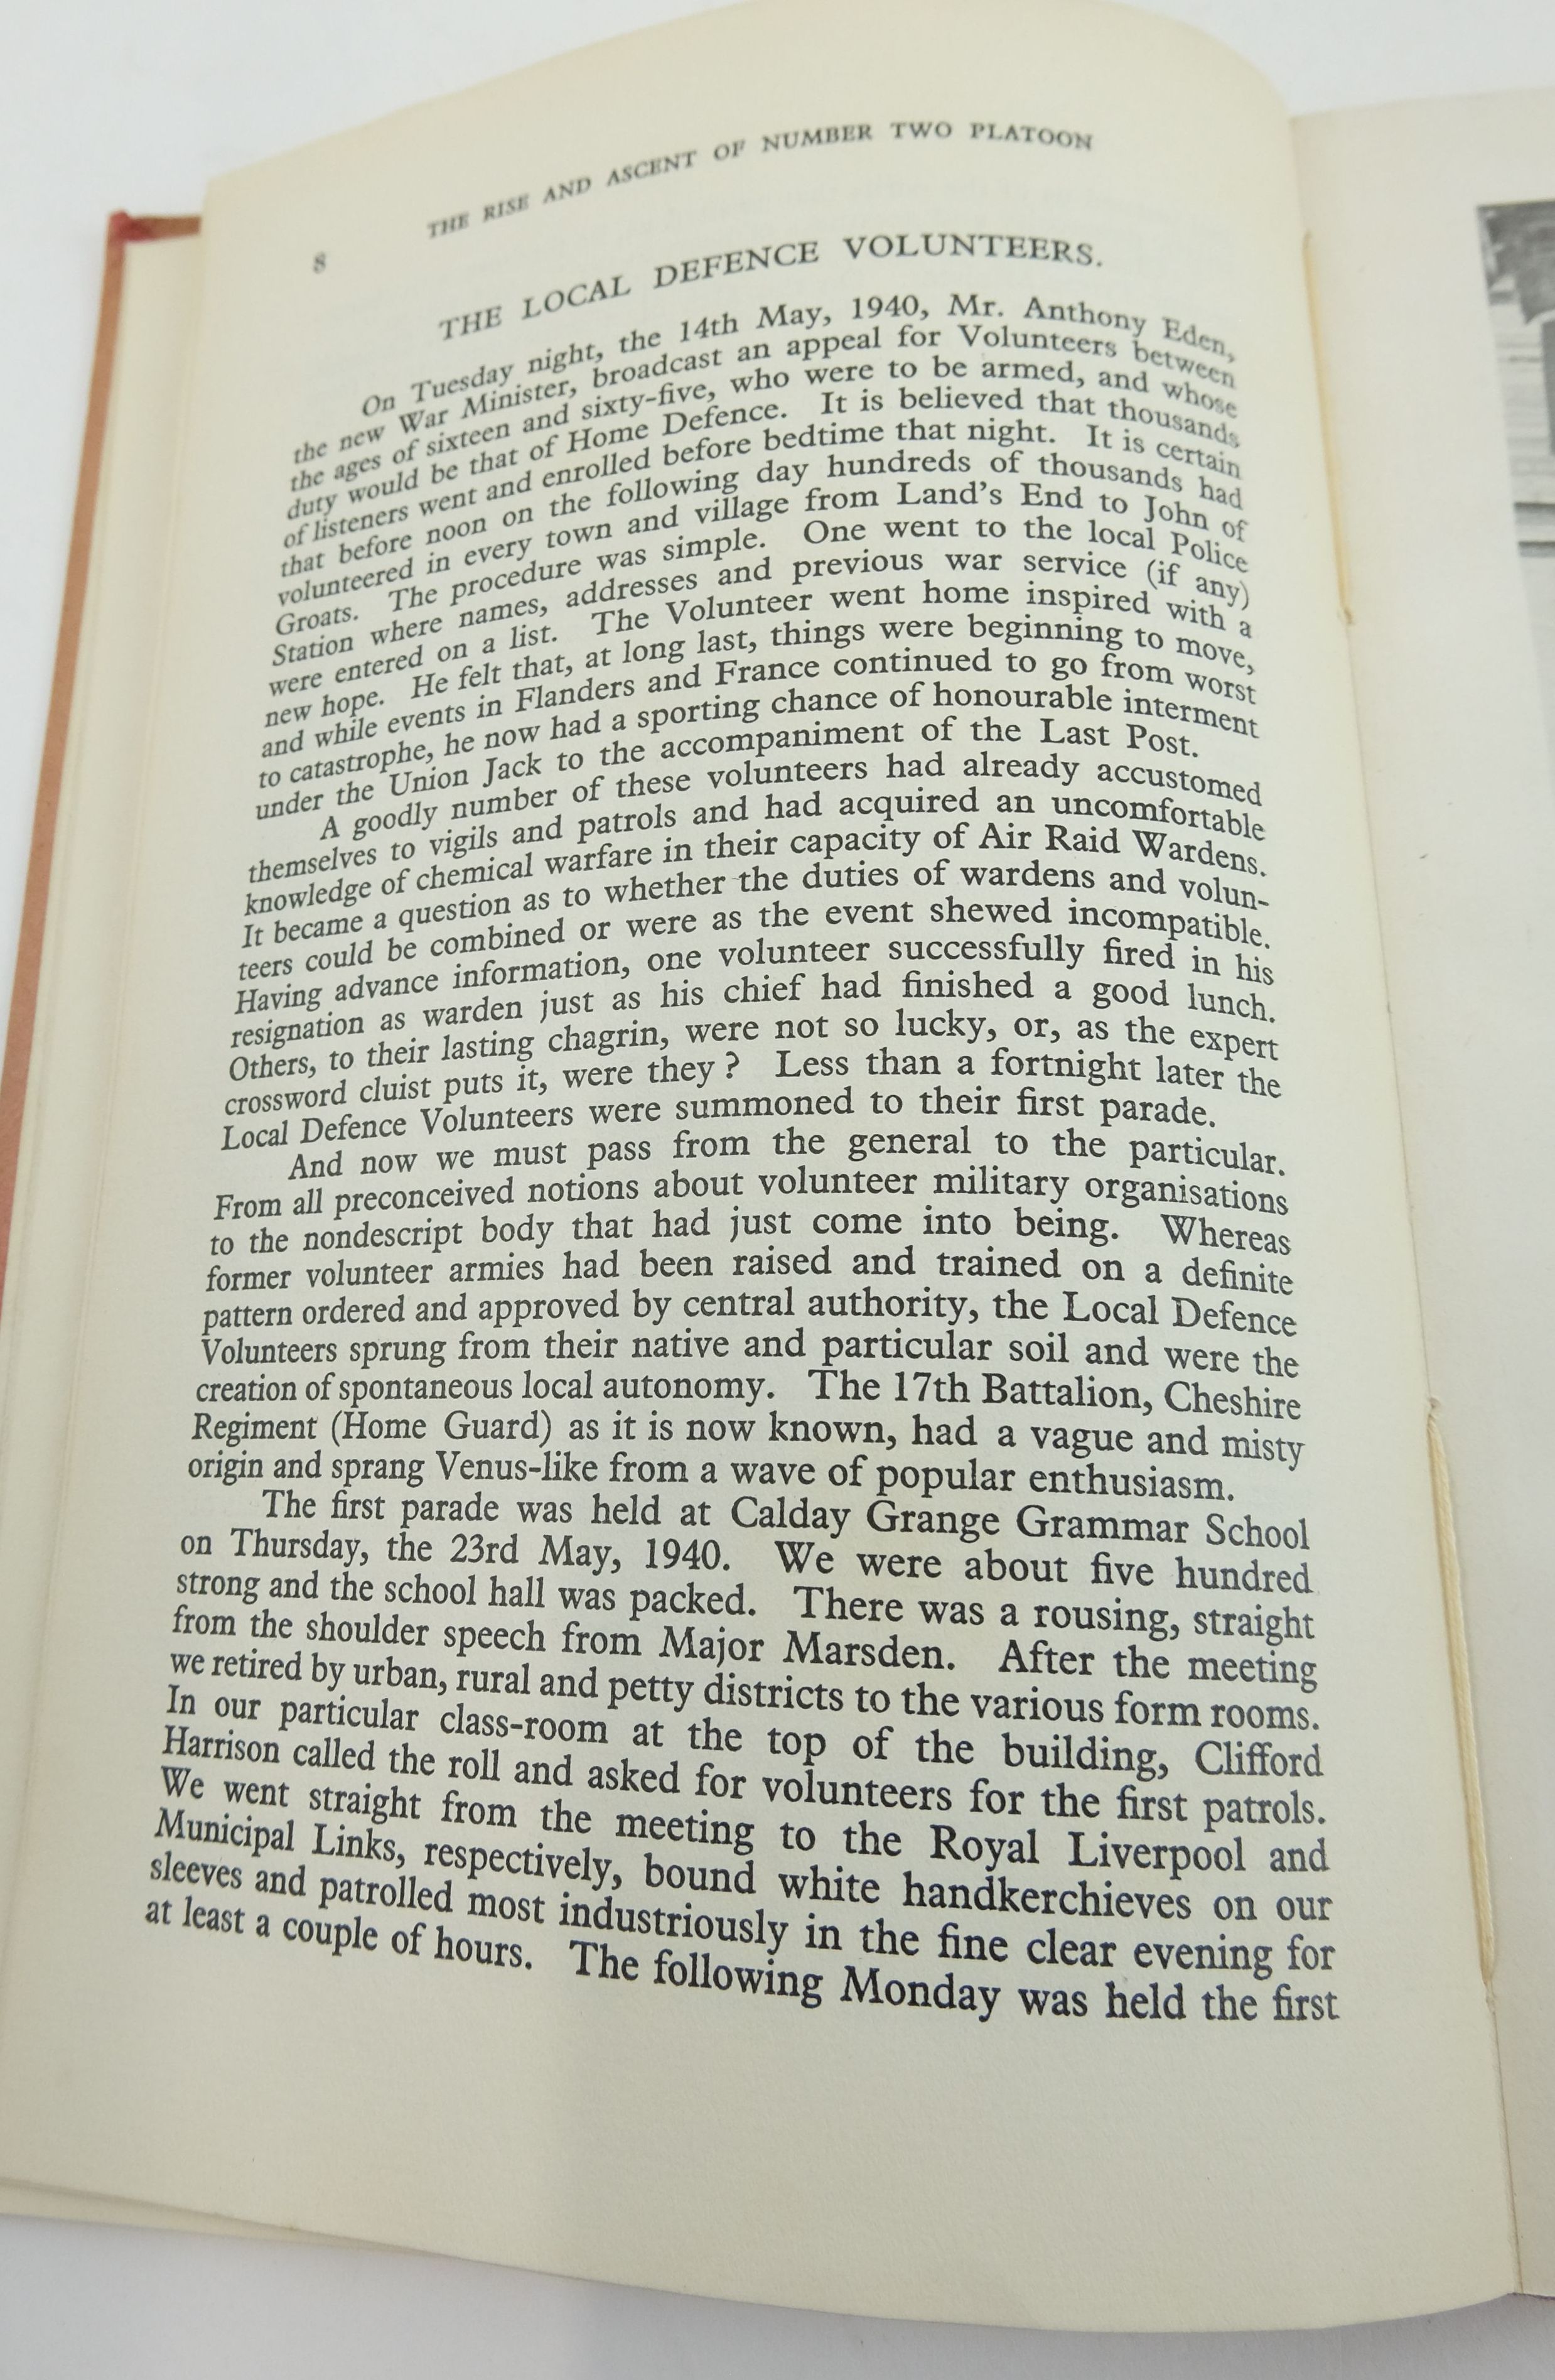 THE RISE AND ASCENT OF NUMBER TWO PLATOON
8
THE LOCAL DEFENCE VOLUNTEERS.
On Tuesday night, the 14th May, 1940, Mr. Anthony Eden,
the new War Minister, broadcast an appeal for Volunteers between
the ages of sixteen and sixty-five, who were to be armed, and whose
duty would be that of Home Defence. It is believed that thousands
of listeners went and enrolled before bedtime that night. It is certain
that before noon on the following day hundreds of thousands had
volunteered in every town and village from Land's End to John of
Groats. The procedure was simple. One went to the local Police
Station where names, addresses and previous war service (if any)
were entered on a list. The Volunteer went home inspired with a
new hope. He felt that, at long last, things were beginning to move,
and while events in Flanders and France continued to go from worst
to catastrophe, he now had a sporting chance of honourable interment
under the Union Jack to the accompaniment of the Last Post.
A goodly number of these volunteers had already accustomed
themselves to vigils and patrols and had acquired an uncomfortable
knowledge of chemical warfare in their capacity of Air Raid Wardens.
It became a question as to whether the duties of wardens and volun-
teers could be combined or were as the event shewed incompatible.
Having advance information, one volunteer successfully fired in his
resignation as warden just as his chief had finished a good lunch.
Others, to their lasting chagrin, were not so lucky, or, as the expert
crossword cluist puts it, were they? Less than a fortnight later the
Local Defence Volunteers were summoned to their first parade.
And now we must pass from the general to the particular.
From all preconceived notions about volunteer military organisations
to the nondescript body that had just come into being. Whereas
former volunteer armies had been raised and trained on a definite
pattern ordered and approved by central authority, the Local Defence
Volunteers sprung from their native and particular soil and were the
creation of spontaneous local autonomy. The 17th Battalion, Cheshire
Regiment (Home Guard) as it is now known, had a vague and misty
origin and sprang Venus-like from a wave of popular enthusiasm.
The first parade was held at Calday Grange Grammar School
on Thursday, the 23rd May, 1940. We were about five hundred
strong and the school hall was packed. There was a rousing, straight
from the shoulder speech from Major Marsden. After the meeting
we retired by urban, rural and petty districts to the various form rooms.
In our particular class-room at the top of the building, Clifford
Harrison called the roll and asked for volunteers for the first patrols.
We went straight from the meeting to the Royal Liverpool and
Municipal Links, respectively, bound white handkerchieves on our
sleeves and patrolled most industriously in the fine clear evening for
at least a couple of hours. The following Monday was held the first